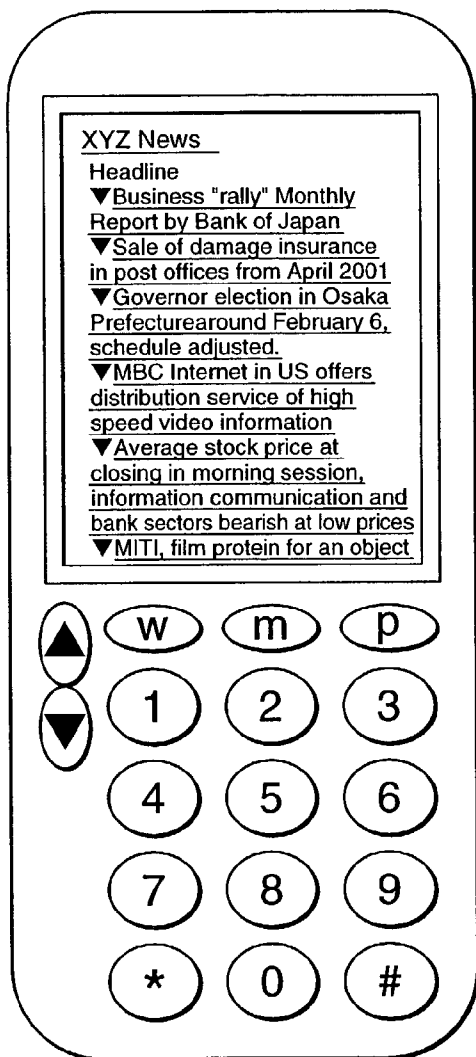 XYZ News
Headline
▼Business "rally" Monthly
Report by Bank of Japan
▼Sale of damage insurance
in post offices from April 2001
▼Governor election in Osaka
Prefecturearound February 6,
schedule adjusted.
▼MBC Internet in US offers
distribution service of high
speed video information
▼Average stock price at
closing in morning session,
information communication and
bank sectors bearish at low prices
▼MITI, film protein for an object
▲ w m p
▼ 1 2 3
4 5 6
7 8 9
* 0 #